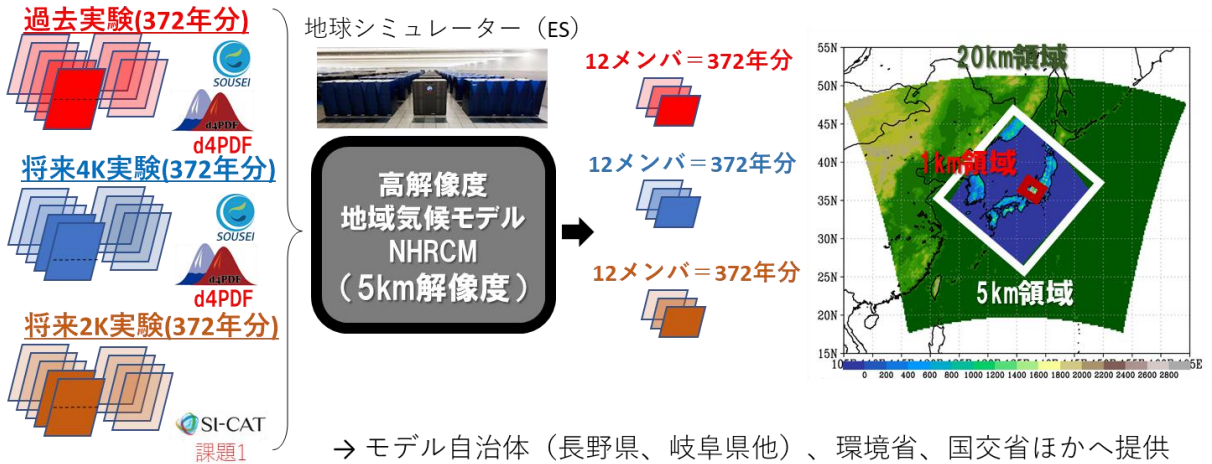 過去実験(372年分)
SOUSEI
d4PDF
d4PDF
将来4K実験(372年分)
SOUSEI
d4PDF
d4PDF
将来2K実験(372年分)
SI-CAT
課題1
地球シミュレーター（ES）
高解像度
地域気候モデル
NHRCM
（5km解像度）
12メンバ＝372年分
12メンバ＝372年分
12メンバ＝372年分
20km領域
1km領域
5km領域
55N
50N
45N
40N
35N
30N
25N
20N
15N
0 200 400 600 800 1000 1200 1400 1600 1800 2000 2200 2400 2600 2800
→ モデル自治体（長野県、岐阜県他）、環境省、国交省ほかへ提供